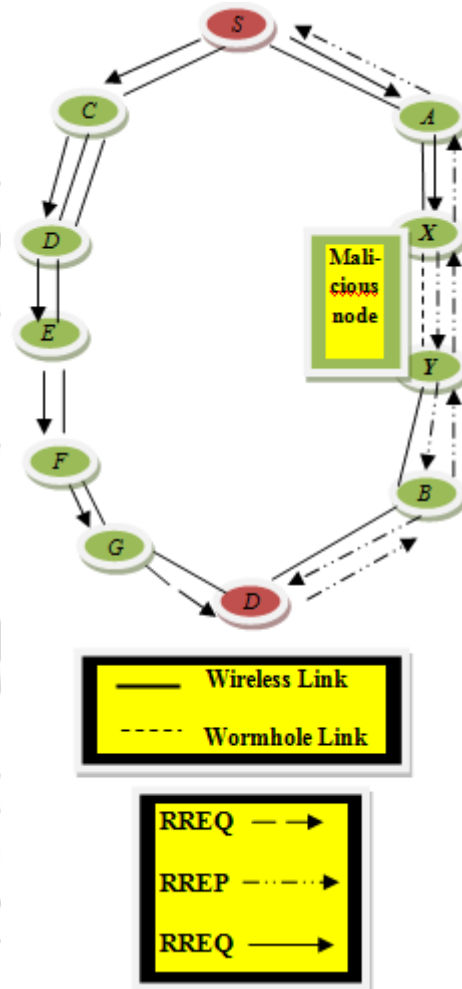 S
C
A
D
X
Mali-
cious
node
E
Y
F
B
G
D
Wireless Link
Wormhole Link
RREQ
RREP
RREQ